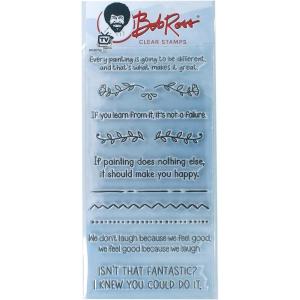 Bob Ross
CLEAR STAMPS
TV
Every painting is going to be different,
and that's what makes it great.
If you learn from it, it's not a failure.
If painting does nothing else,
it should make you happy.
We don't laugh because we feel good,
we feel good because we laugh.
ISN'T THAT FANTASTIC?
I KNEW YOU COULD DO IT.